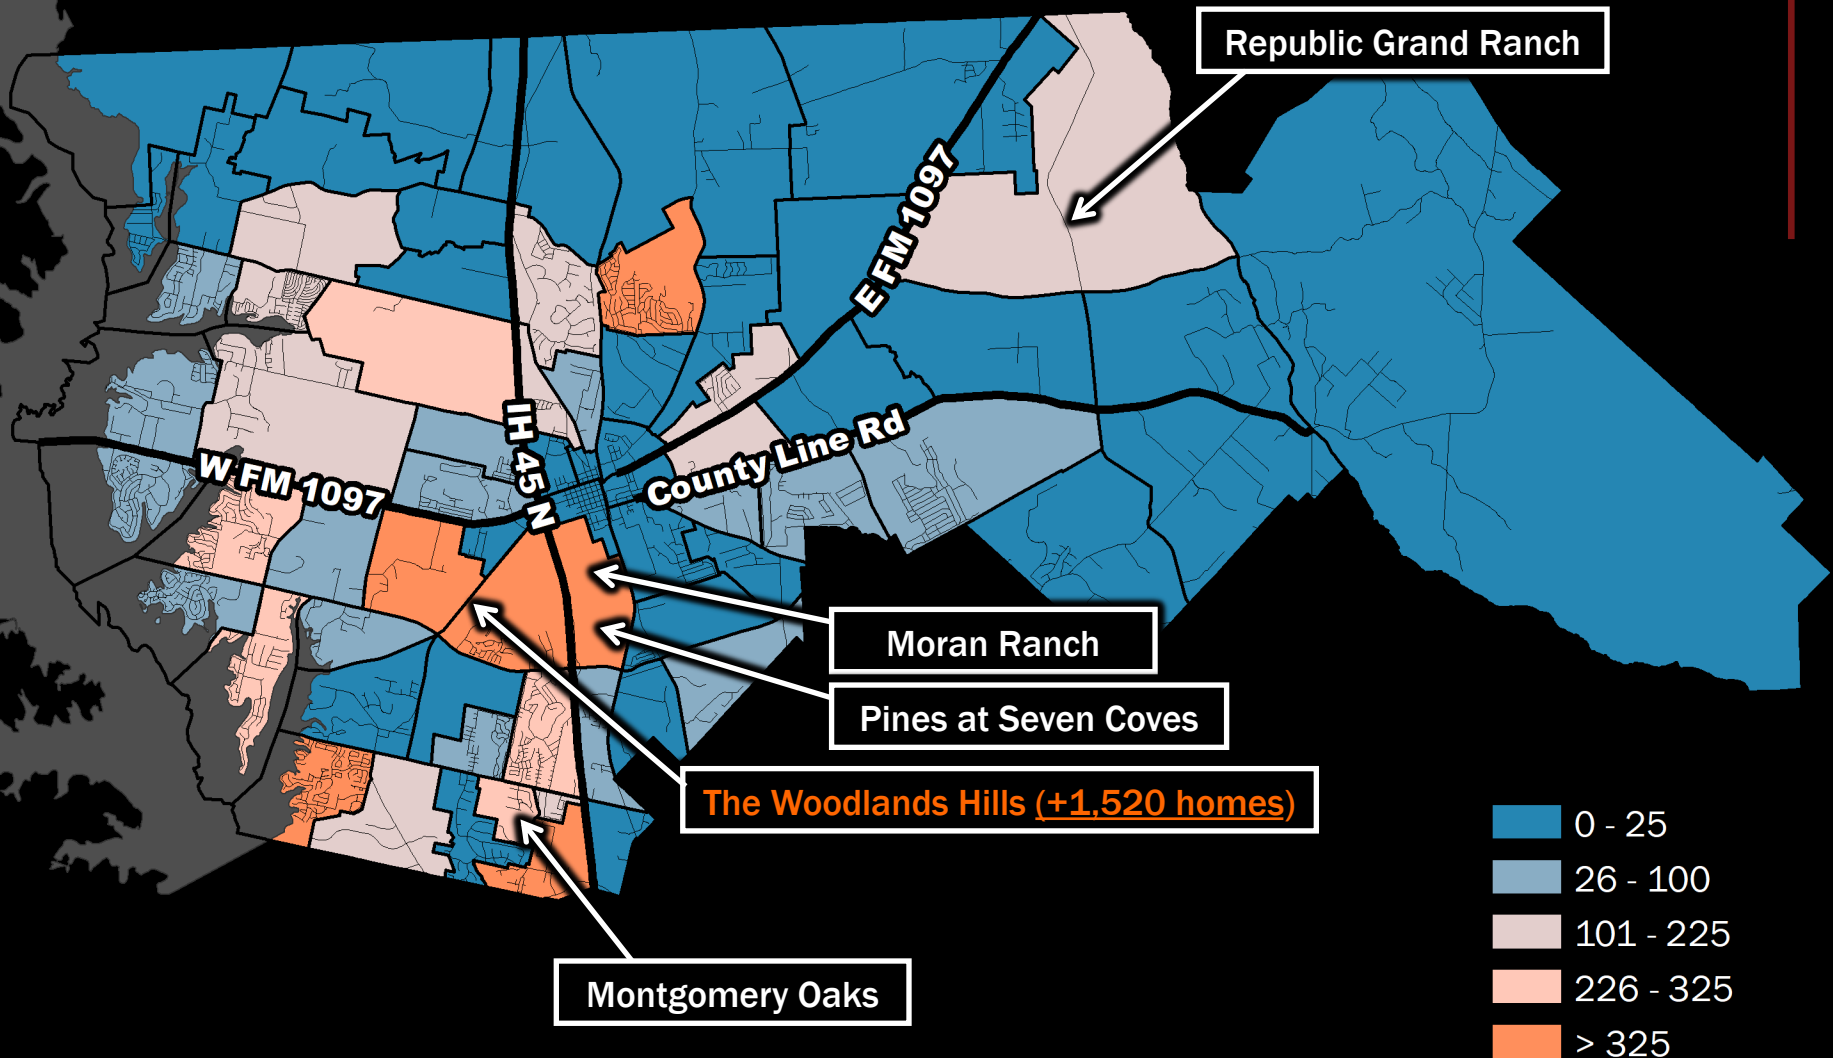 Republic Grand Ranch
E FM 1097
IH 45 N
County Line Rd
W FM 1097
Moran Ranch
Pines at Seven Coves
The Woodlands Hills (+1,520 homes)
Montgomery Oaks
0 - 25
26 - 100
101 - 225
226 - 325
> 325